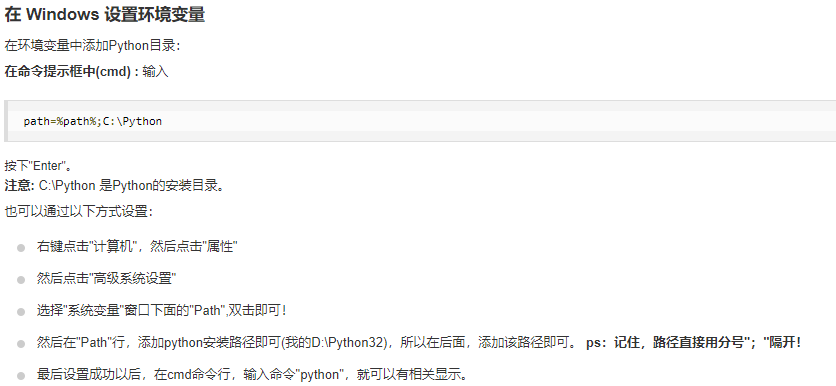 在 Windows 设置环境变量
在环境变量中添加Python目录：
在命令提示框中(cmd) : 输入
path=%path%;C:\Python
按下"Enter"。
注意: C:\Python 是Python的安装目录。
也可以通过以下方式设置：
右键点击"计算机"，然后点击"属性"
然后点击"高级系统设置"
选择"系统变量"窗口下面的"Path",双击即可！
然后在"Path"行，添加python安装路径即可(我的D:\Python32)，所以在后面，添加该路径即可。 ps：记住，路径直接用分号"；"隔开！
最后设置成功以后，在cmd命令行，输入命令"python"，就可以有相关显示。